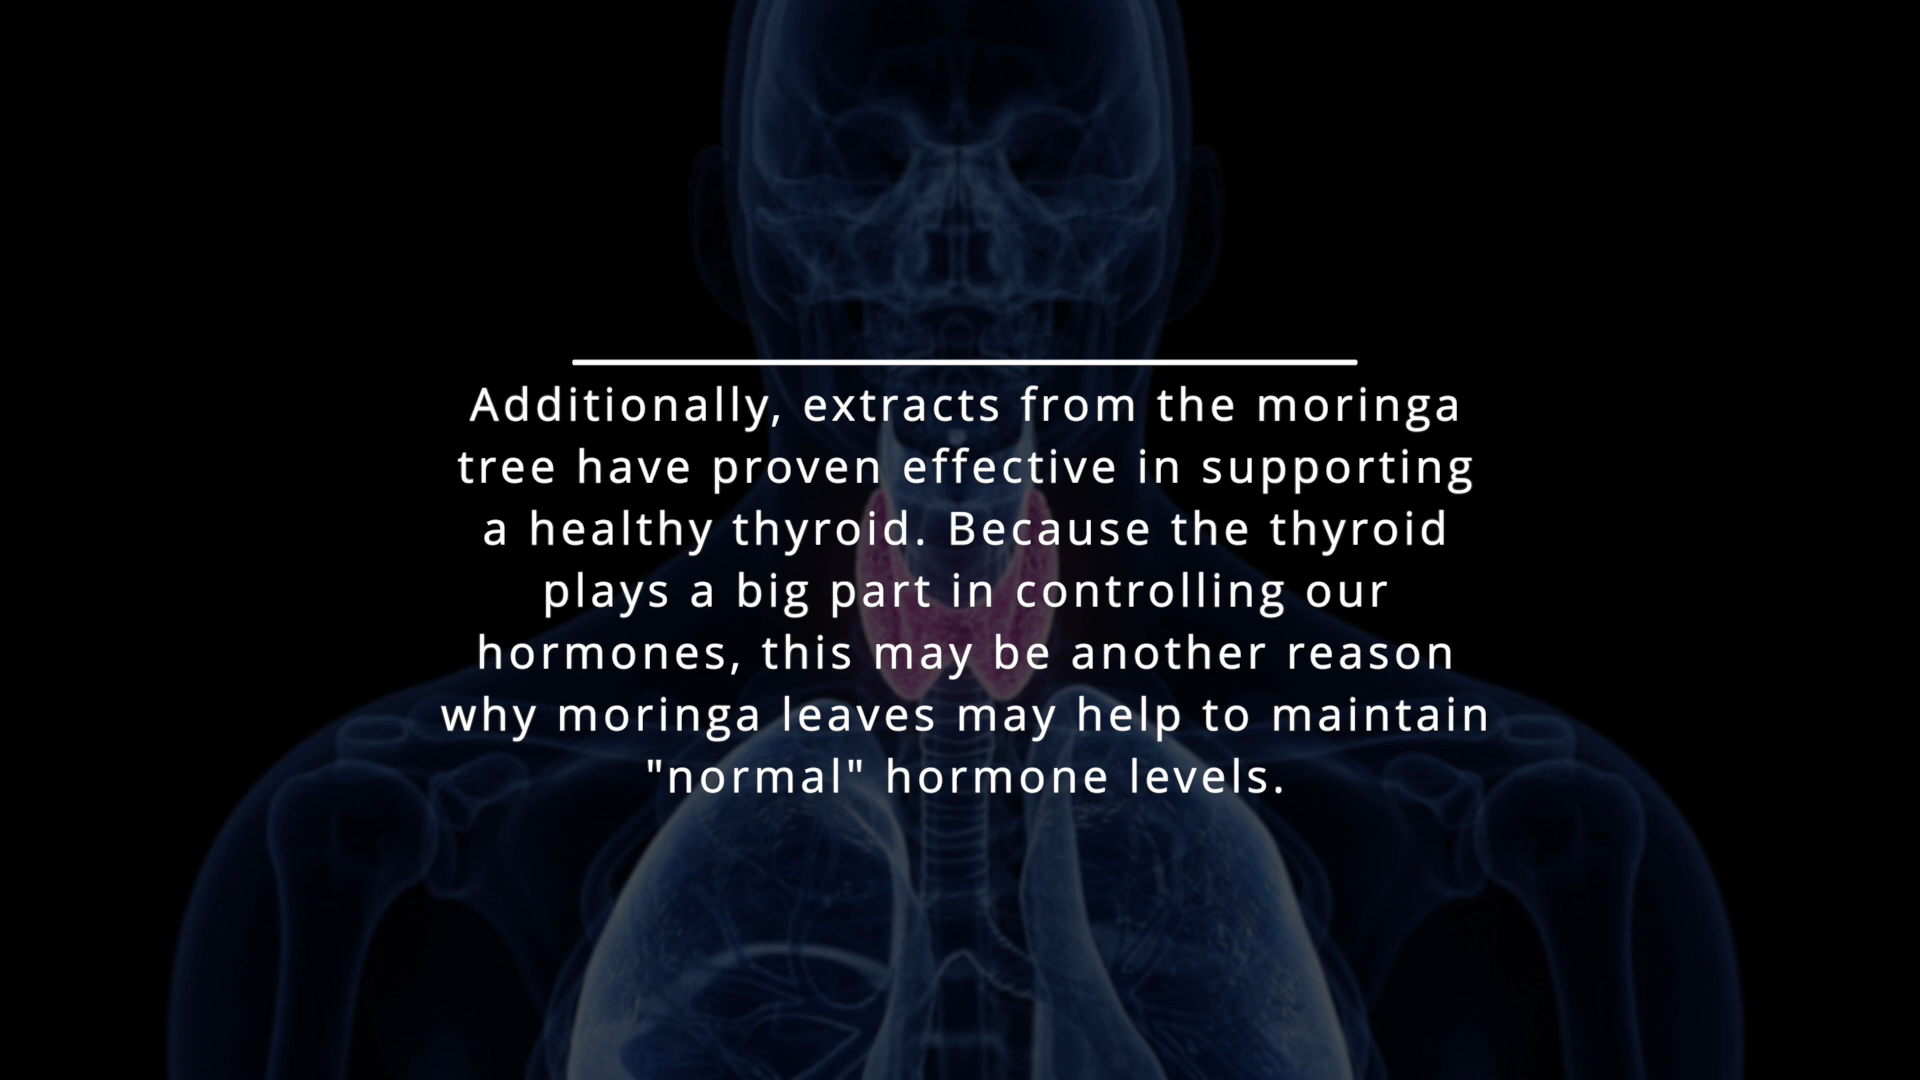 Additionally, extracts from the moringa
tree have proven effective in supporting
a healthy thyroid. Because the thyroid
plays a big part in controlling our
hormones, this may be another reason
why moringa leaves may help to maintain
"normal" hormone levels.